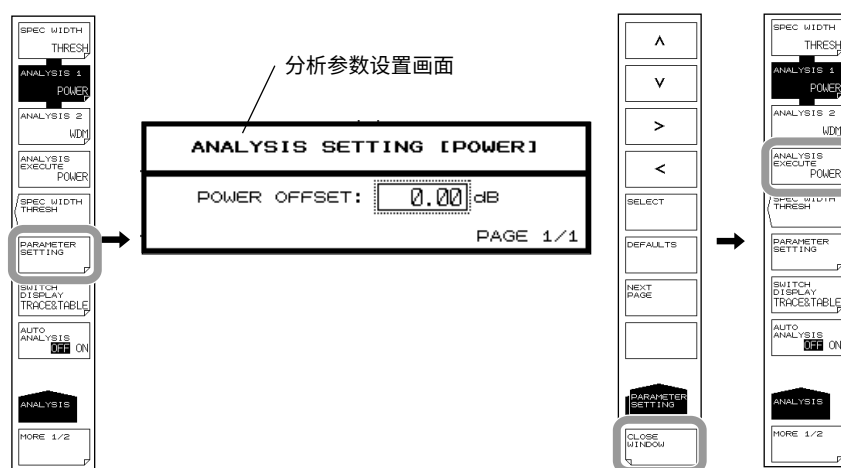 SPEC WIDTH
THRESH
ANALYSIS 1
POWER
ANALYSIS 2
WDM
ANALYSIS
EXECUTE
POWER
SPEC WIDTH
THRESH
PARAMETER
SETTING
SWITCH
DISPLAY
TRACE&TABLE
AUTO
ANALYSIS
OFF ON
ANALYSIS
MORE 1/2
分析参数设置画面
ANALYSIS SETTING [POWER]
POWER OFFSET: 0.00 dB
PAGE 1/1
∧
∨
>
<
SELECT
DEFAULTS
NEXT
PAGE
PARAMETER
SETTING
CLOSE
WINDOW
SPEC WIDTH
THRESH
ANALYSIS 1
POWER
ANALYSIS 2
WDM
ANALYSIS
EXECUTE
POWER
SPEC WIDTH
THRESH
PARAMETER
SETTING
SWITCH
DISPLAY
TRACE&TABLE
AUTO
ANALYSIS
OFF ON
ANALYSIS
MORE 1/2